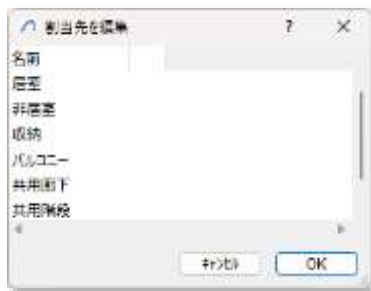 割当先を編集 ? ×
名前
居室
非居室
収納
バルコニー
共用廊下
共用階段
キャンセル OK